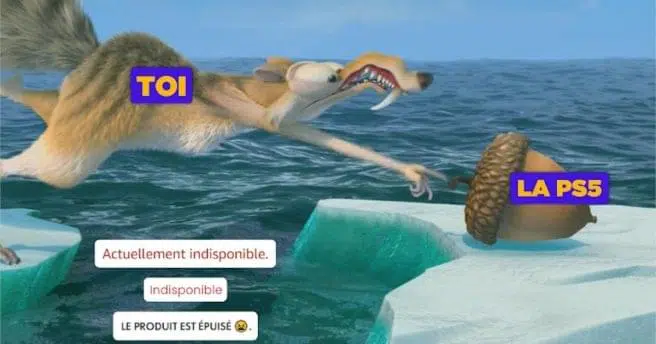 TOI
LA PS5
Actuellement indisponible.
Indisponible
LE PRODUIT EST ÉPUISÉ 😫.